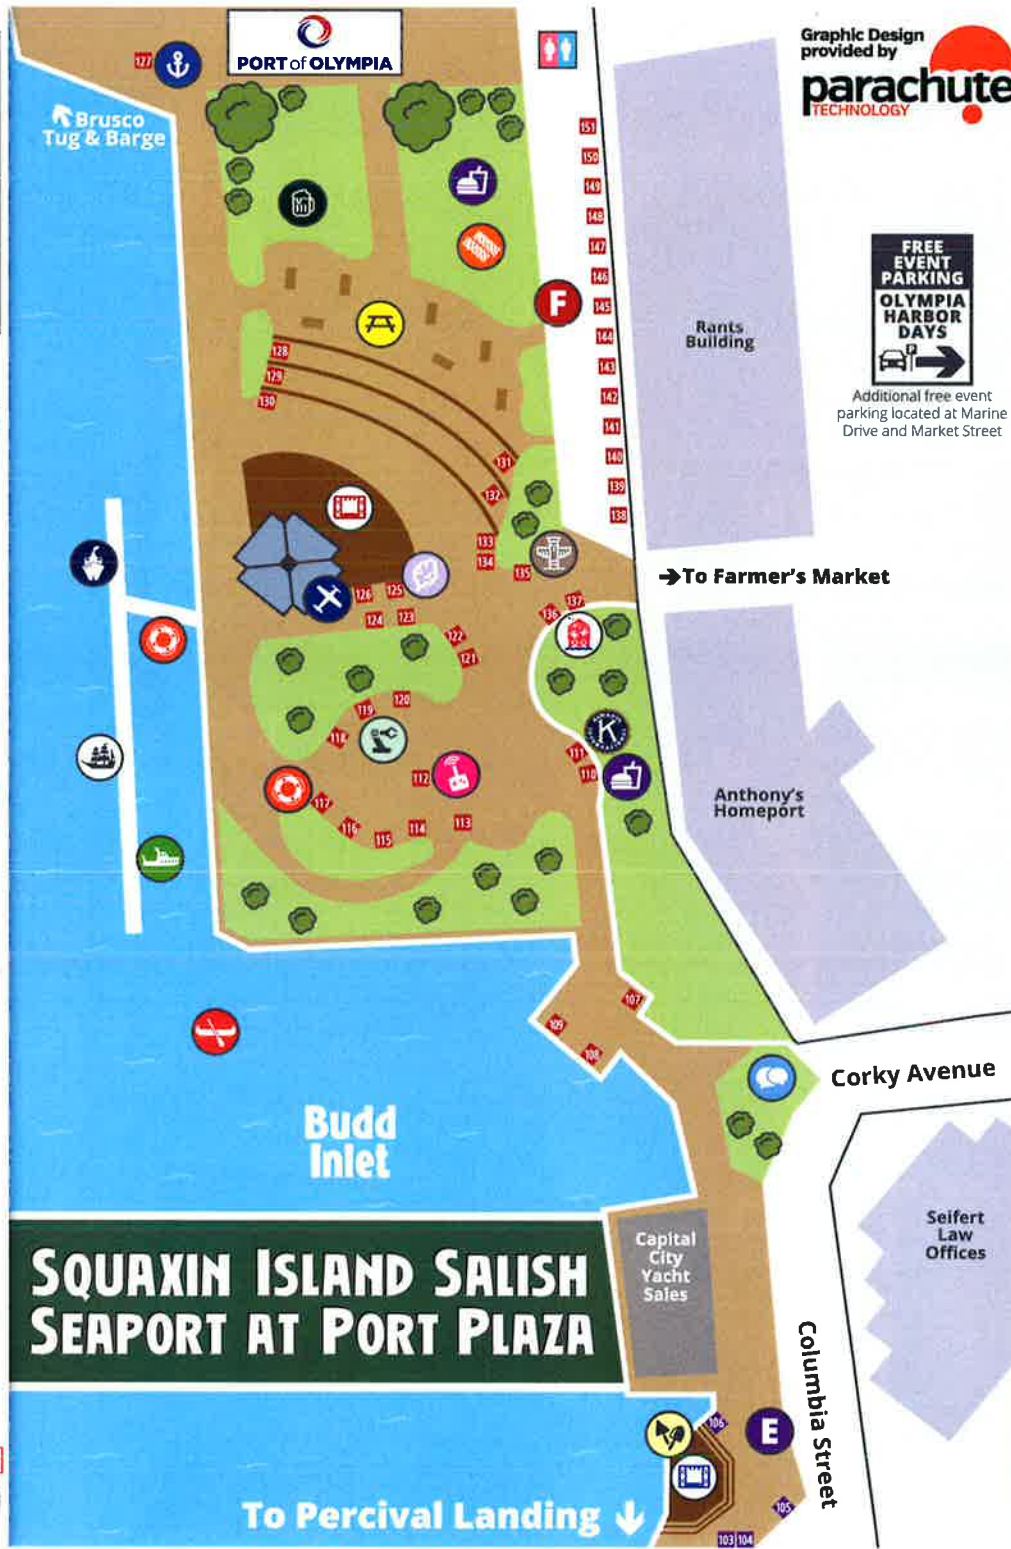 PORT of OLYMPIA
Graphic Design
provided by
parachute
TECHNOLOGY
127
Brusco
Tug & Barge
151
150
149
148
147
146
145
144
143
142
141
140
139
138
F
FREE
EVENT
PARKING
OLYMPIA
HARBOR
DAYS
P
Additional free event
parking located at Marine
Drive and Market Street
Rants
Building
128
129
130
131
132
133
134
135
To Farmer's Market
126
125
124
123
122
121
136
137
120
119
118
K
112
111
110
117
116
115
114
113
Anthony's
Homeport
107
109
108
Corky Avenue
Budd
Inlet
SQUAXIN ISLAND SALISH
SEAPORT AT PORT PLAZA
Capital
City
Yacht
Sales
Seifert
Law
Offices
Columbia Street
106
E
105
103 104
To Percival Landing